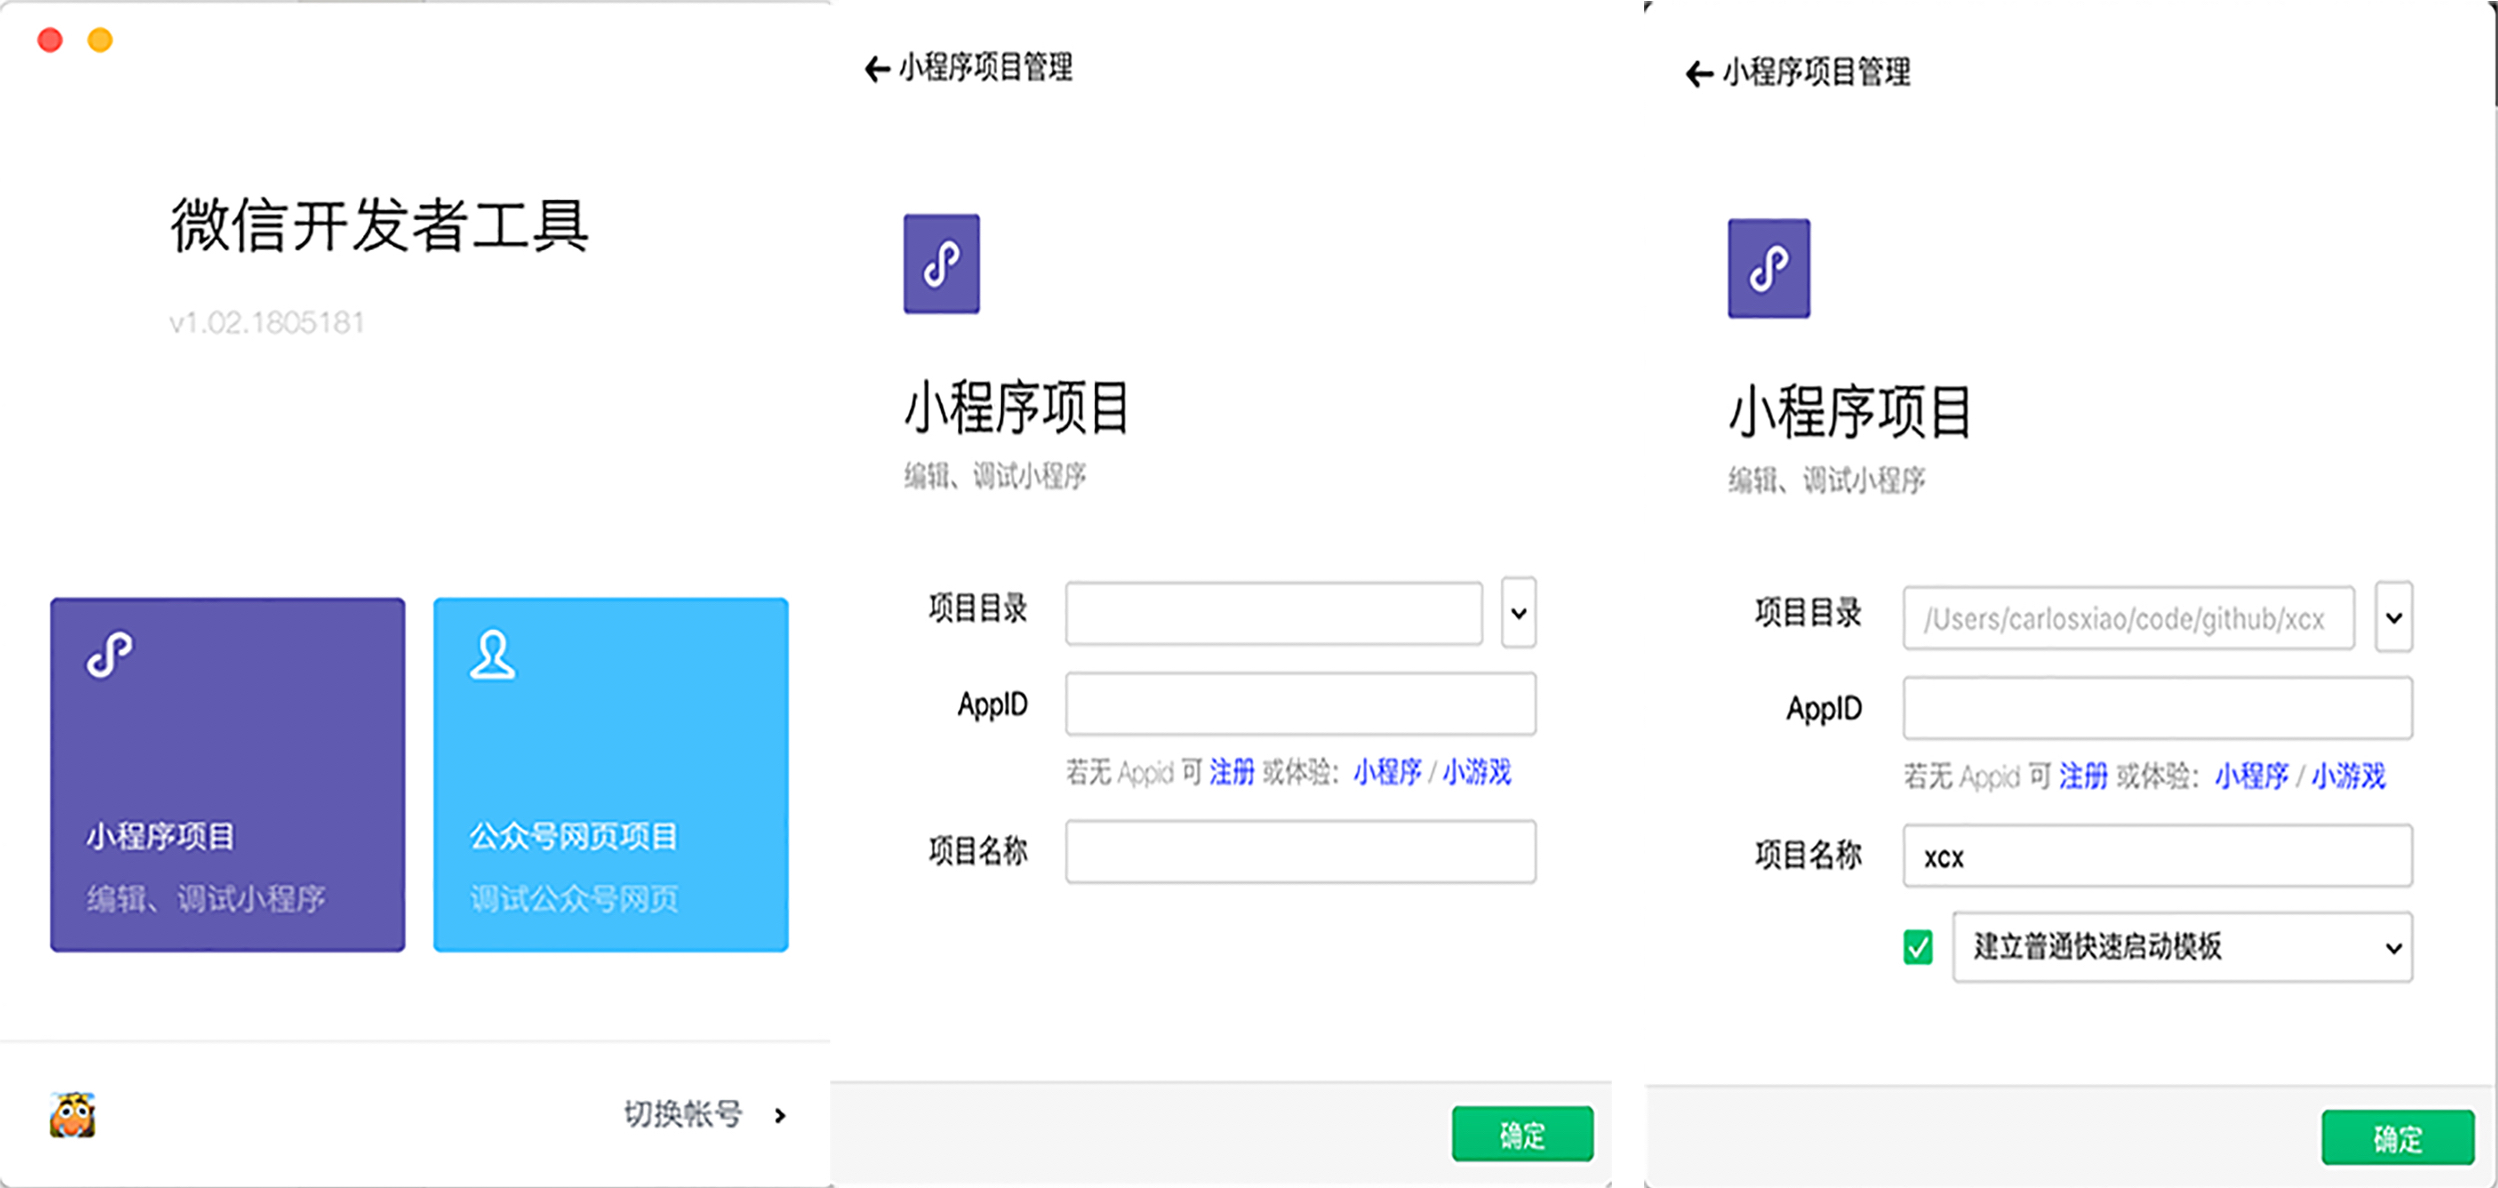 微信开发者工具
v1.02.1805181
小程序项目
编辑、调试小程序
公众号网页项目
调试公众号网页
切换帐号
小程序项目管理
小程序项目
编辑、调试小程序
项目目录
AppID
若无 Appid 可 注册 或体验: 小程序 / 小游戏
项目名称
确定
小程序项目管理
小程序项目
编辑、调试小程序
项目目录 /Users/carlosxiao/code/github/xcx
AppID
若无 Appid 可 注册 或体验: 小程序 / 小游戏
项目名称 xcx
建立普通快速启动模板
确定